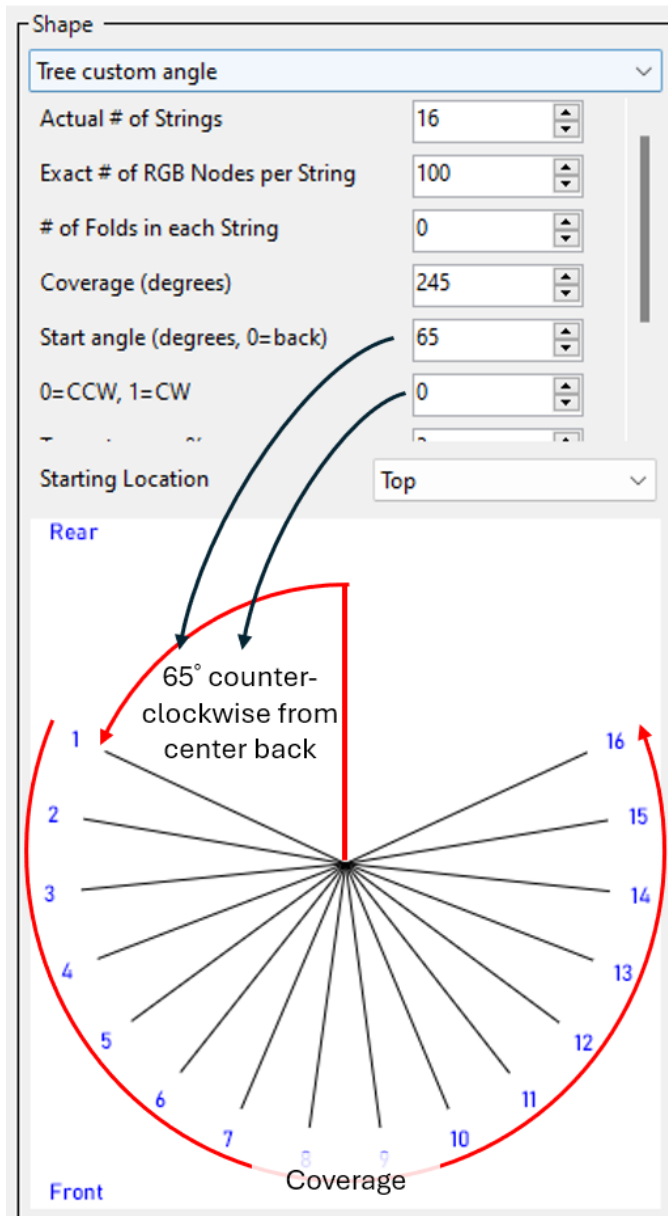 Shape
Tree custom angle
Actual # of Strings 16
Exact # of RGB Nodes per String 100
# of Folds in each String 0
Coverage (degrees) 245
Start angle (degrees, 0=back) 65
0=CCW, 1=CW 0
Starting Location Top
Rear
65° counter-
clockwise from
center back
1 16
2 15
3 14
4 13
5 12
6 11
7 10
8 9
Coverage
Front